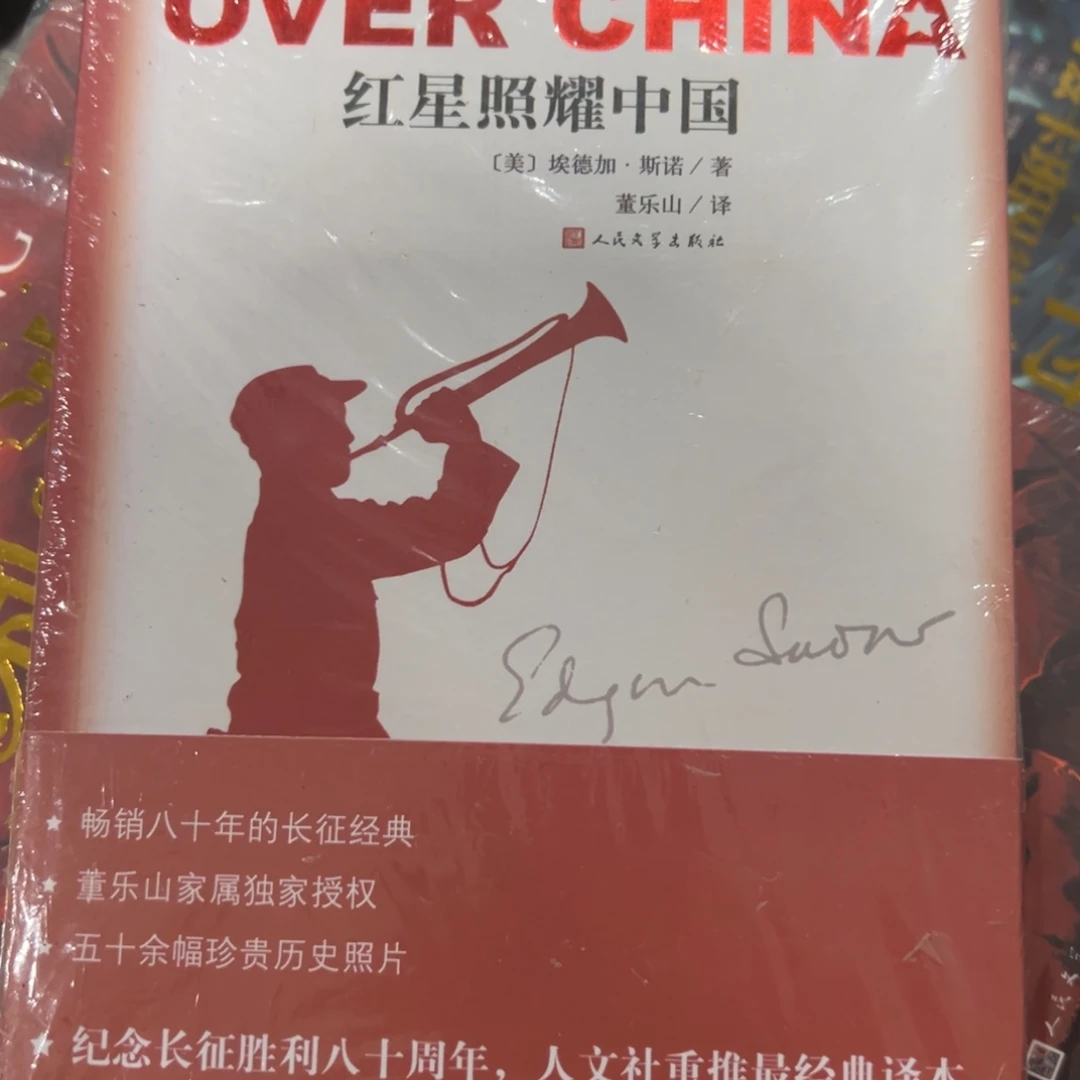 OVER CHINA
红星照耀中国
〔美〕埃德加·斯诺／著
董乐山／译
人民文学出版社
Edgar Snow
★ 畅销八十年的长征经典
★ 董乐山家属独家授权
★ 五十余幅珍贵历史照片
★ 纪念长征胜利八十周年，人文社重推最经典译本